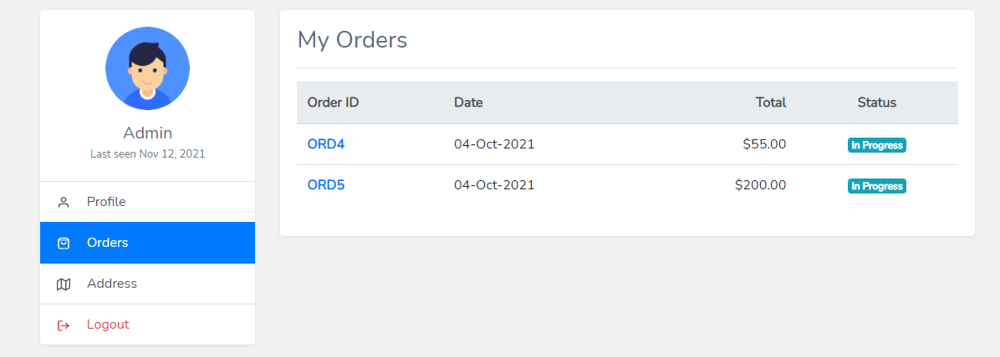 Admin
Last seen Nov 12, 2021
Profile
Orders
Address
Logout
My Orders
Order ID Date Total Status
ORD4 04-Oct-2021 $55.00 In Progress
ORD5 04-Oct-2021 $200.00 In Progress